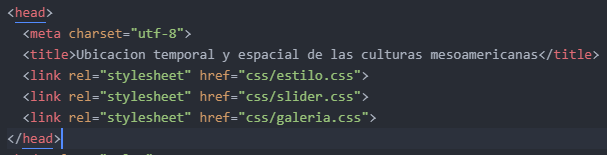 <head>
<meta charset="utf-8">
<title>Ubicacion temporal y espacial de las culturas mesoamericanas</title>
<link rel="stylesheet" href="css/estilo.css">
<link rel="stylesheet" href="css/slider.css">
<link rel="stylesheet" href="css/galeria.css">
</head>